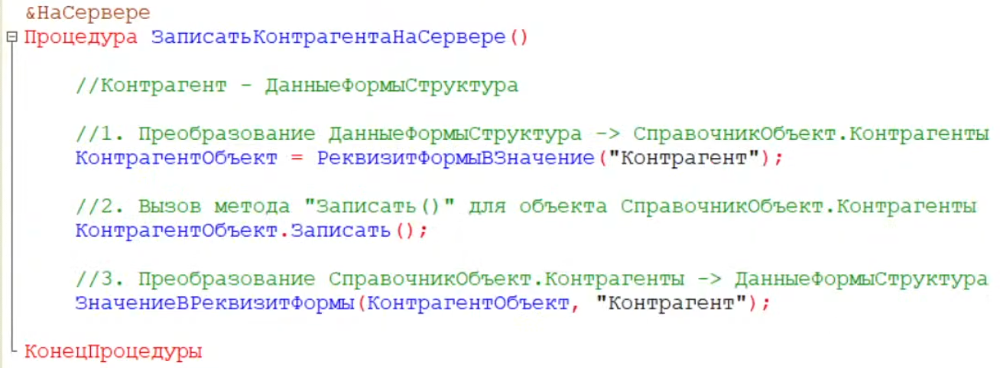 &НаСервере
Процедура ЗаписатьКонтрагентаНаСервере()
//Контрагент - ДанныеФормыСтруктура
//1. Преобразование ДанныеФормыСтруктура -> СправочникОбъект.Контрагенты
КонтрагентОбъект = РеквизитФормыВЗначение("Контрагент");
//2. Вызов метода "Записать()" для объекта СправочникОбъект.Контрагенты
КонтрагентОбъект.Записать();
//3. Преобразование СправочникОбъект.Контрагенты -> ДанныеФормыСтруктура
ЗначениеВРеквизитФормы(КонтрагентОбъект, "Контрагент");
КонецПроцедуры